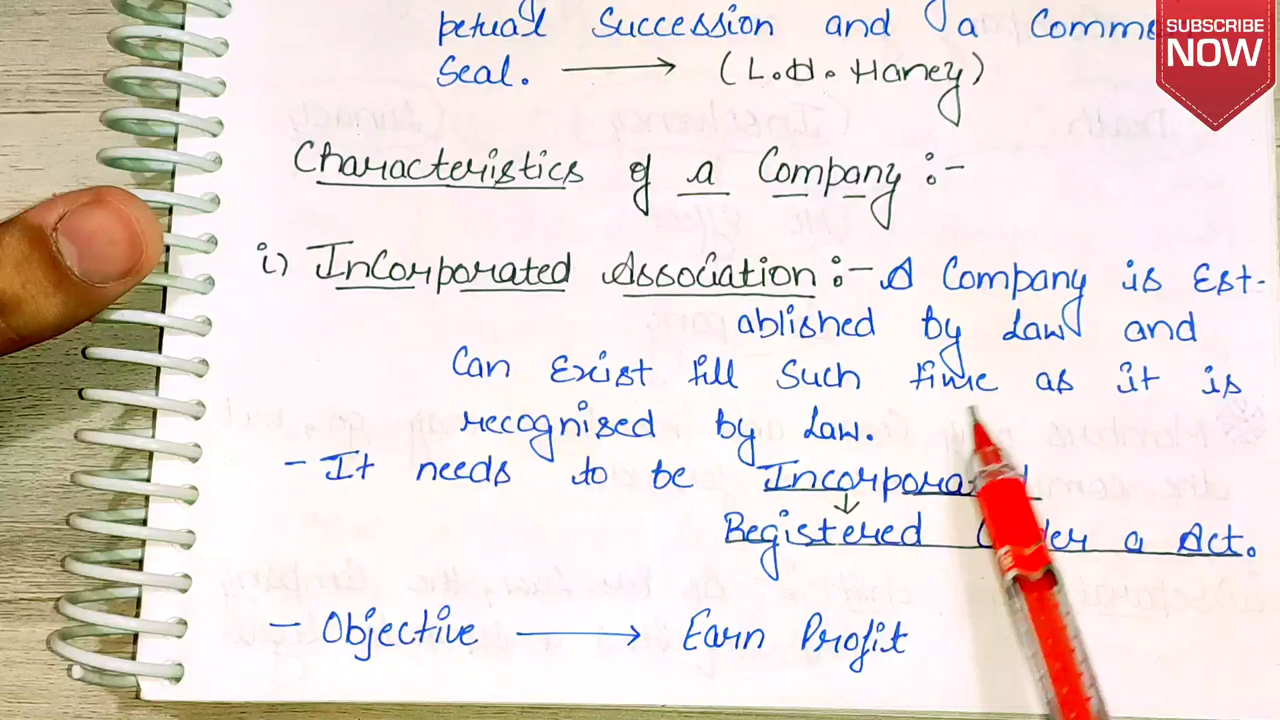 petual Succession and a Comm
Seal. → (L.H. Haney)
SUBSCRIBE
NOW
Characteristics of a Company :-
i) Incorporated Association :- A Company is Est-
ablished by Law and
Can Exist till Such time as it is
recognised by Law.
- It needs to be Incorporated
↓
Registered Under a Act.
- Objective → Earn Profit